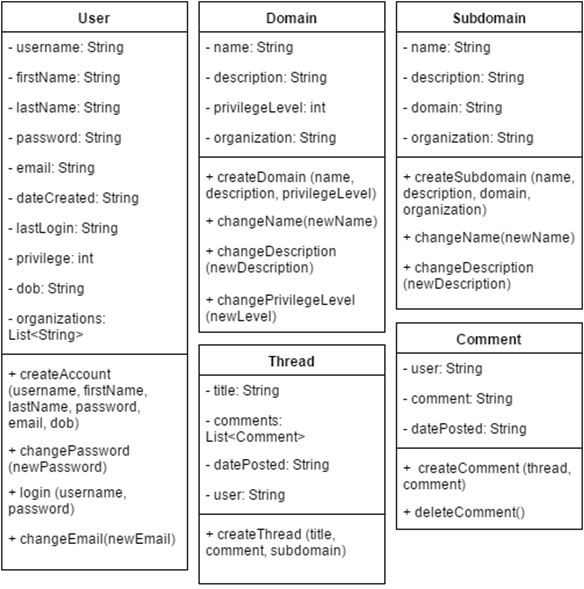 User
- username: String
- firstName: String
- lastName: String
- password: String
- email: String
- dateCreated: String
- lastLogin: String
- privilege: int
- dob: String
- organizations:
List<String>
+ createAccount
(username, firstName,
lastName, password,
email, dob)
+ changePassword
(newPassword)
+ login (username,
password)
+ changeEmail(newEmail)
Domain
- name: String
- description: String
- privilegeLevel: int
- organization: String
+ createDomain (name,
description, privilegeLevel)
+ changeName(newName)
+ changeDescription
(newDescription)
+ changePrivilegeLevel
(newLevel)
Subdomain
- name: String
- description: String
- domain: String
- organization: String
+ createSubdomain (name,
description, domain,
organization)
+ changeName(newName)
+ changeDescription
(newDescription)
Thread
- title: String
- comments:
List<Comment>
- datePosted: String
- user: String
+ createThread (title,
comment, subdomain)
Comment
- user: String
- comment: String
- datePosted: String
+ createComment (thread,
comment)
+ deleteComment()